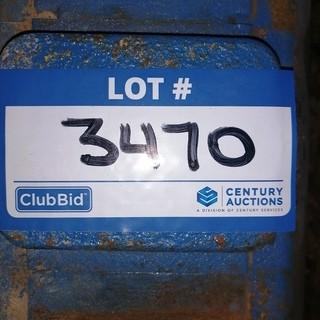 LOT #
3470
ClubBid
CENTURY
AUCTIONS
A DIVISION OF CENTURY SERVICES